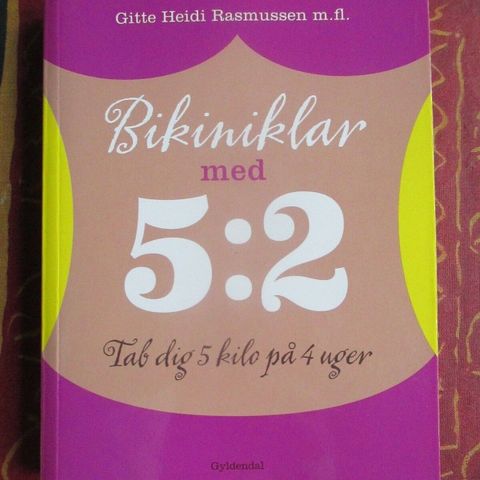 Gitte Heidi Rasmussen m.fl.
Bikiniklar
med
5:2
Tab dig 5 kilo på 4 uger
Gyldendal